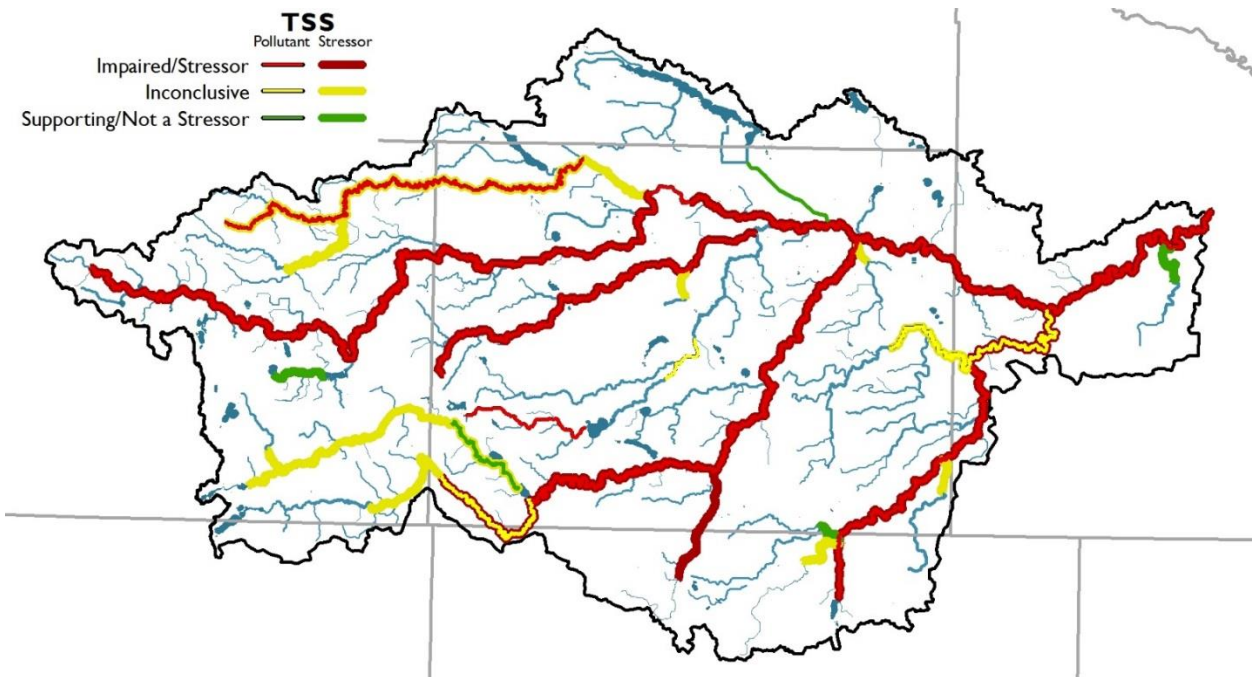 TSS
Pollutant Stressor
Impaired/Stressor
Inconclusive
Supporting/Not a Stressor